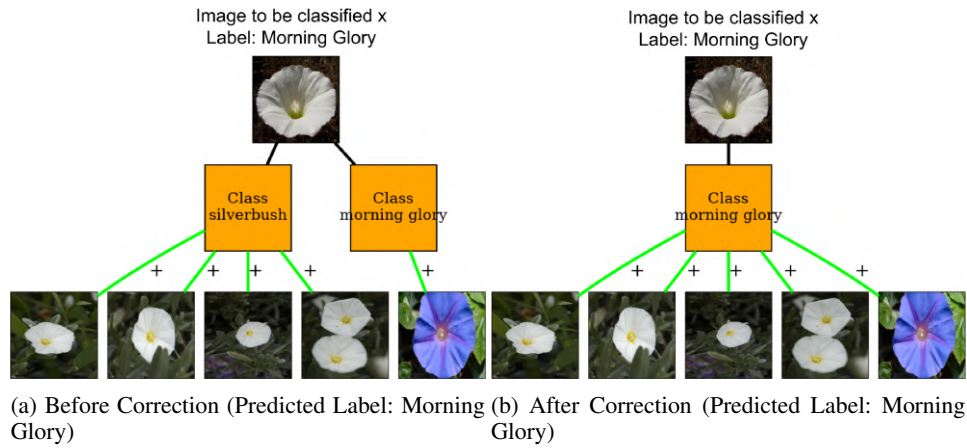 Image to be classified x
Label: Morning Glory
Class
silverbush
Class
morning glory
+ + + + +
(a) Before Correction (Predicted Label: Morning
Glory)
Image to be classified x
Label: Morning Glory
Class
morning glory
+ + + + +
(b) After Correction (Predicted Label: Morning
Glory)